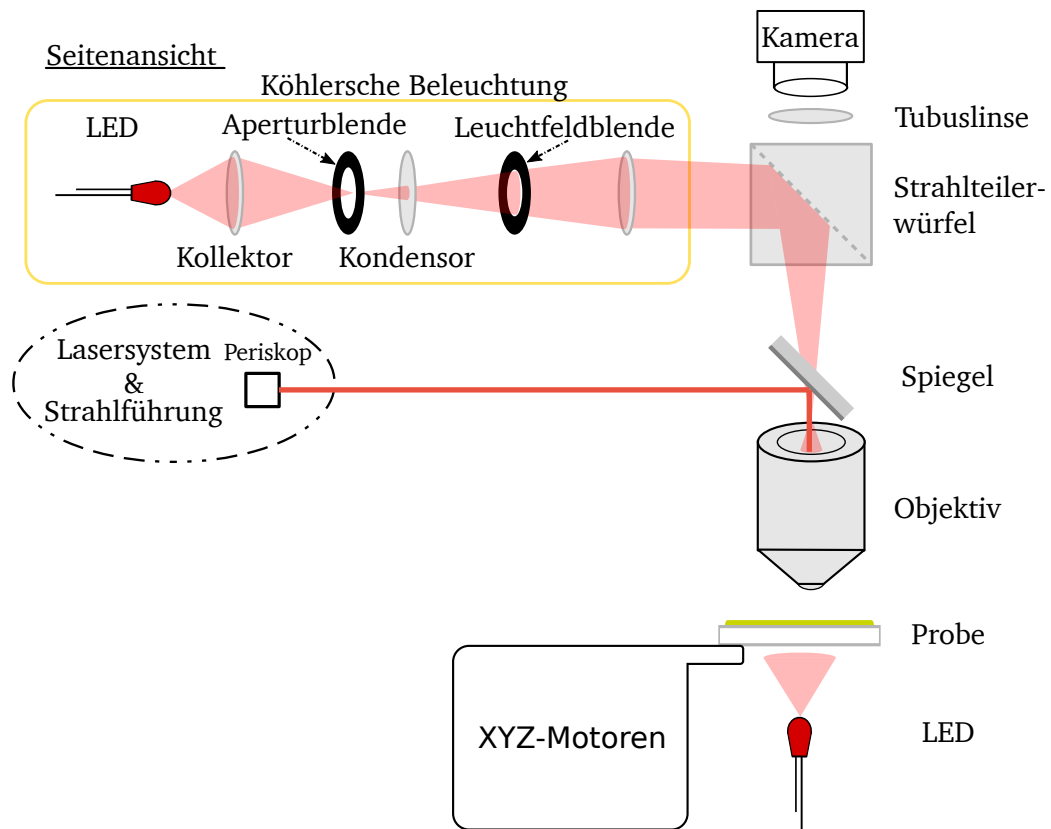 Seitenansicht
Köhlersche Beleuchtung
LED
Aperturblende
Leuchtfeldblende
Kollektor
Kondensor
Kamera
Tubuslinse
Strahlteiler-
würfel
Lasersystem
&
Strahlführung
Periskop
Spiegel
Objektiv
Probe
XYZ-Motoren
LED